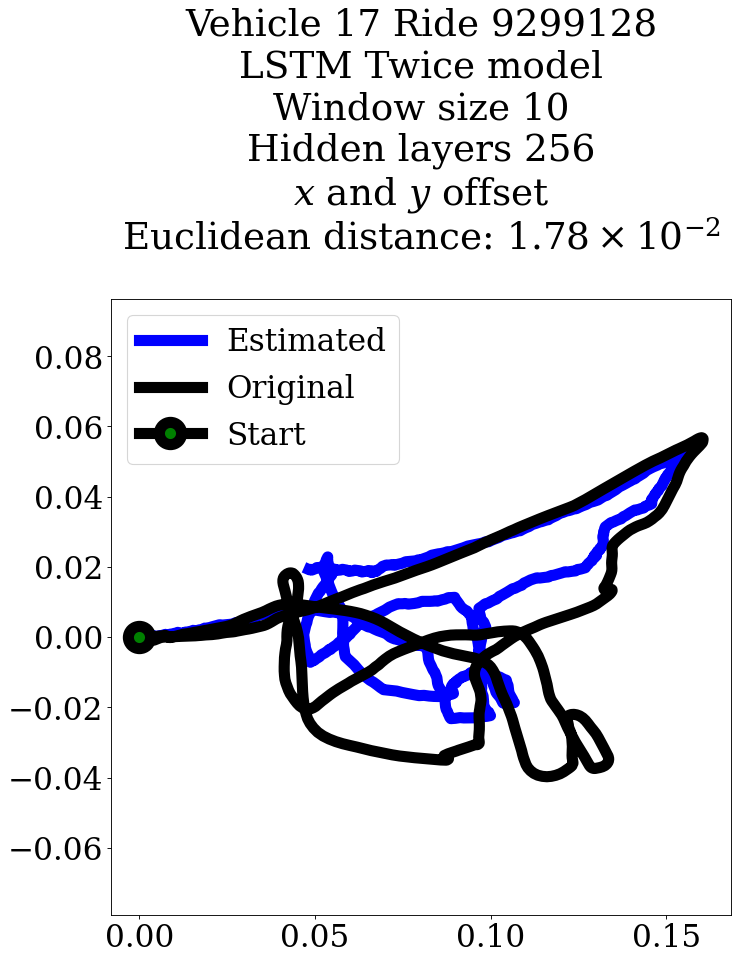 Vehicle 17 Ride 9299128
LSTM Twice model
Window size 10
Hidden layers 256
x and y offset
Euclidean distance: 1.78 × 10⁻²
Estimated
Original
Start
0.08
0.06
0.04
0.02
0.00
−0.02
−0.04
−0.06
0.00 0.05 0.10 0.15